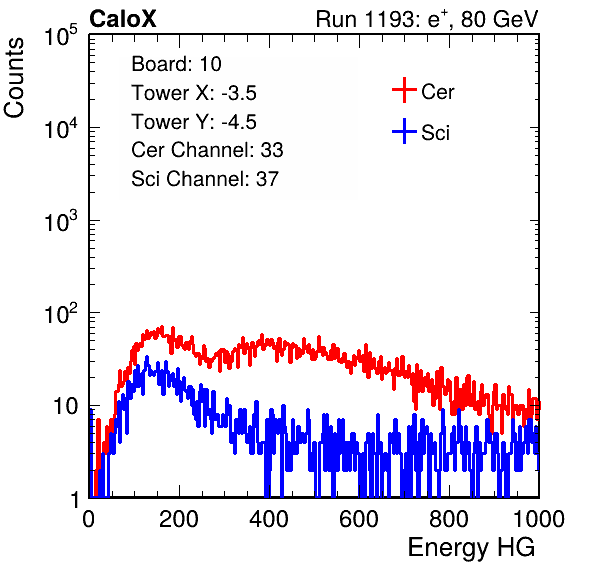 CaloX Run 1193: e⁺, 80 GeV
Counts
Board: 10
Tower X: -3.5
Tower Y: -4.5
Cer Channel: 33
Sci Channel: 37
Cer
Sci
10⁵
10⁴
10³
10²
10
1
0 200 400 600 800 1000
Energy HG